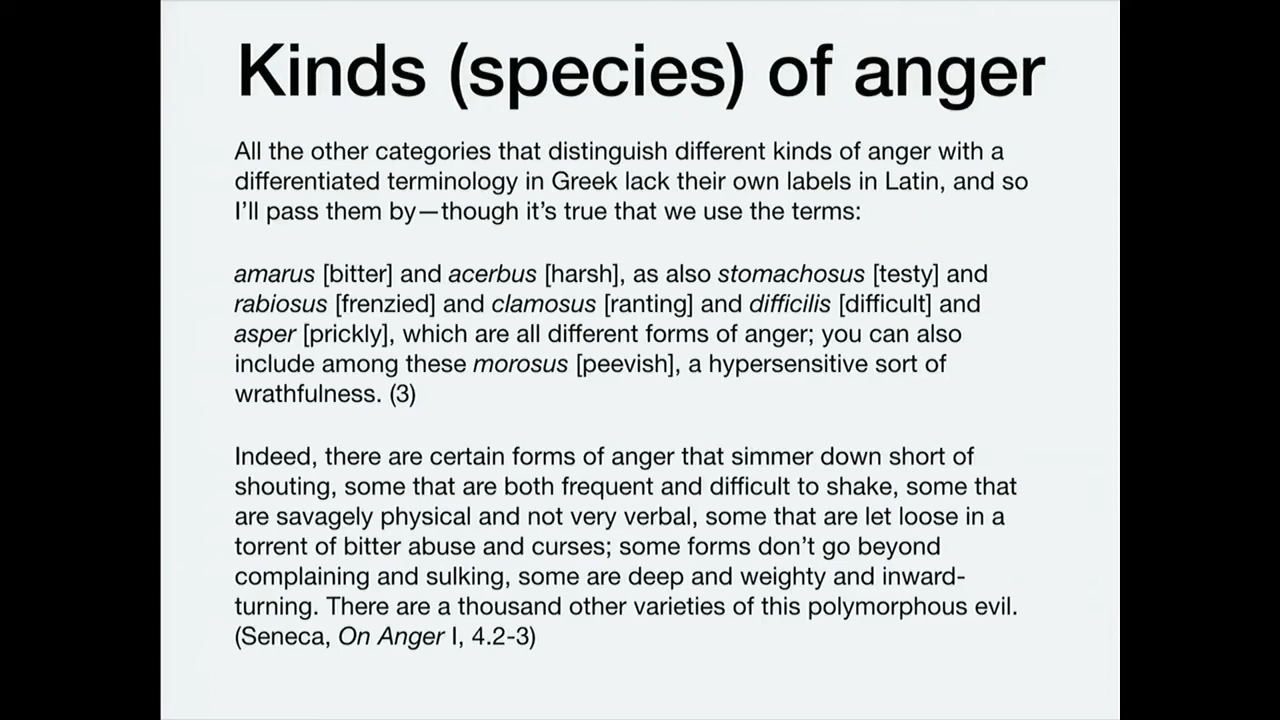 Kinds (species) of anger
All the other categories that distinguish different kinds of anger with a
differentiated terminology in Greek lack their own labels in Latin, and so
I’ll pass them by—though it’s true that we use the terms:
amarus [bitter] and acerbus [harsh], as also stomachosus [testy] and
rabiosus [frenzied] and clamosus [ranting] and difficilis [difficult] and
asper [prickly], which are all different forms of anger; you can also
include among these morosus [peevish], a hypersensitive sort of
wrathfulness. (3)
Indeed, there are certain forms of anger that simmer down short of
shouting, some that are both frequent and difficult to shake, some that
are savagely physical and not very verbal, some that are let loose in a
torrent of bitter abuse and curses; some forms don’t go beyond
complaining and sulking, some are deep and weighty and inward-
turning. There are a thousand other varieties of this polymorphous evil.
(Seneca, On Anger I, 4.2-3)